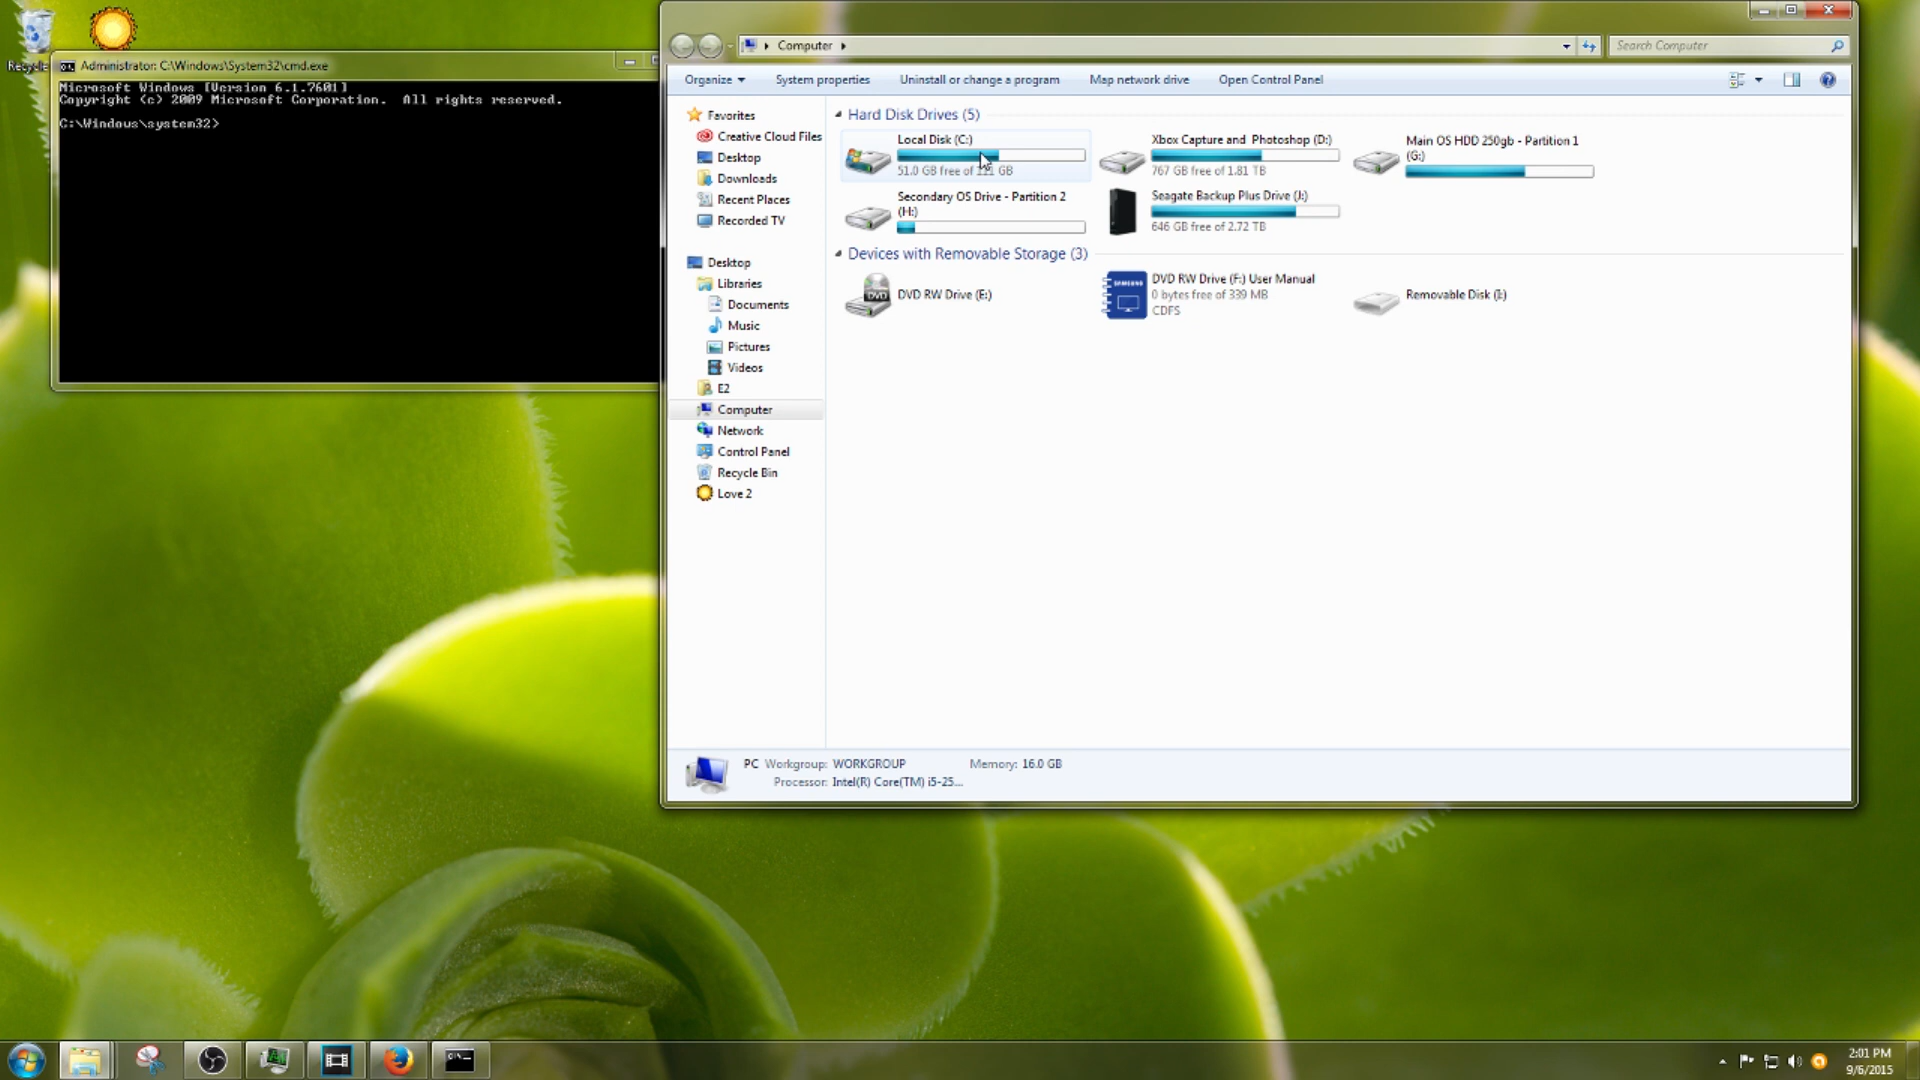 Recycle
Administrator: C:\Windows\System32\cmd.exe
Microsoft Windows [Version 6.1.7601]
Copyright (c) 2009 Microsoft Corporation.  All rights reserved.
C:\Windows\system32>
Computer
Search Computer
Organize
System properties
Uninstall or change a program
Map network drive
Open Control Panel
Favorites
Creative Cloud Files
Desktop
Downloads
Recent Places
Recorded TV
Desktop
Libraries
Documents
Music
Pictures
Videos
E2
Computer
Network
Control Panel
Recycle Bin
Love 2
Hard Disk Drives (5)
Local Disk (C:)
51.0 GB free of 111 GB
Xbox Capture and Photoshop (D:)
767 GB free of 1.81 TB
Main OS HDD 250gb - Partition 1
(G:)
Secondary OS Drive - Partition 2
(H:)
Seagate Backup Plus Drive (J:)
646 GB free of 2.72 TB
Devices with Removable Storage (3)
DVD
DVD RW Drive (E:)
SAMSUNG
DVD RW Drive (F:) User Manual
0 bytes free of 339 MB
CDFS
Removable Disk (I:)
PC Workgroup: WORKGROUP
Memory: 16.0 GB
Processor: Intel(R) Core(TM) i5-25...
2:01 PM
9/6/2015